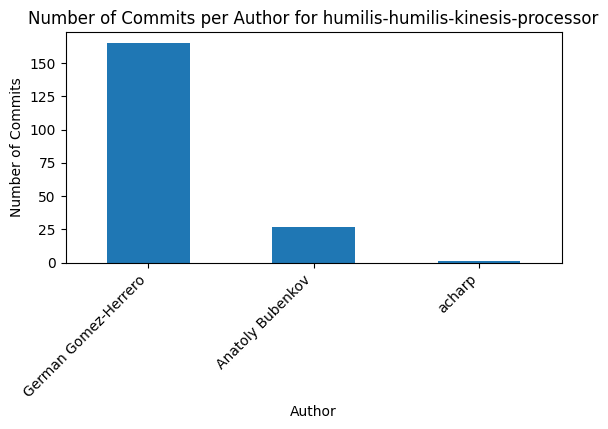 Number of Commits per Author for humilis-humilis-kinesis-processor
Number of Commits
150
125
100
75
50
25
0
German Gomez-Herrero
Anatoly Bubenkov
acharp
Author